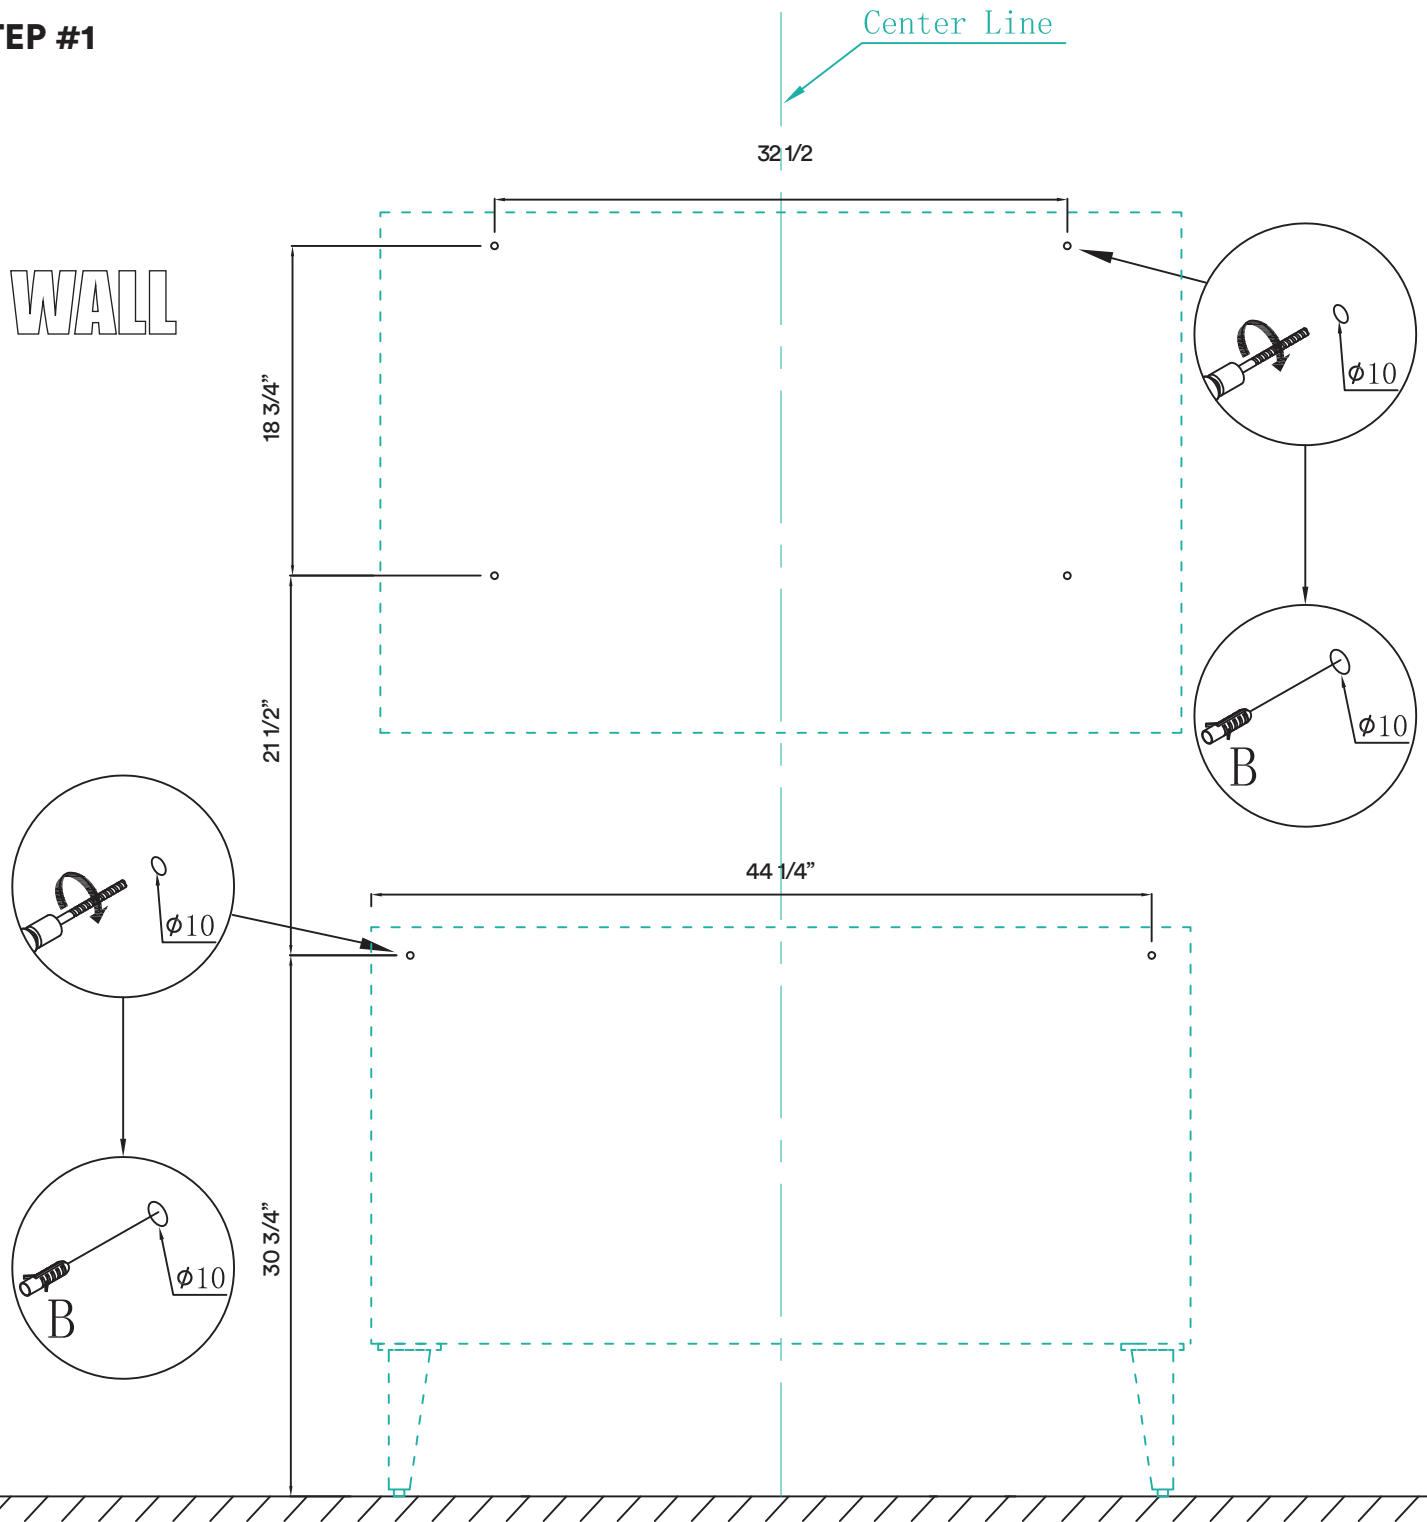 TEP #1
Center Line
32 1/2
WALL
18 3/4”
ϕ10
21 1/2”
ϕ10
B
44 1/4”
ϕ10
30 3/4”
ϕ10
B